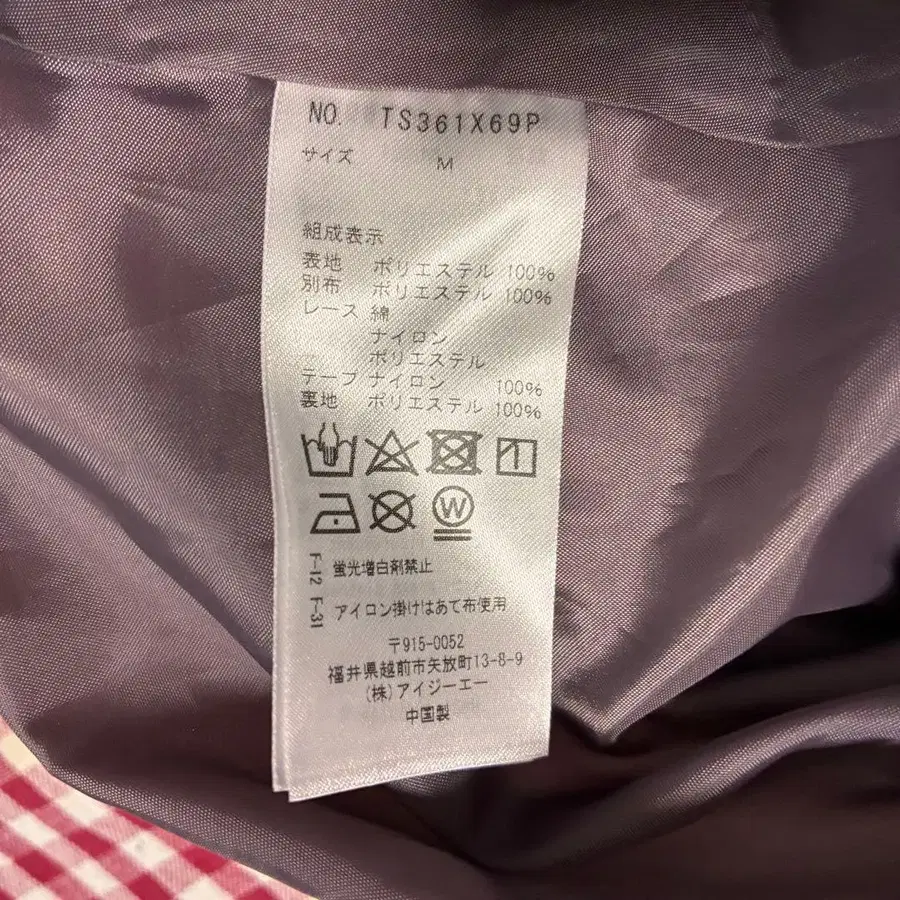 NO. TS361X69P
サイズ M
組成表示
表地 ポリエステル 100%
別布 ポリエステル 100%
レース 綿
ナイロン
ポリエステル
テープ ナイロン 100%
裏地 ポリエステル 100%
W
F-12 蛍光増白剤禁止
F-31 アイロン掛けはあて布使用
〒915-0052
福井県越前市矢放町13-8-9
(株)アイジーエー
中国製